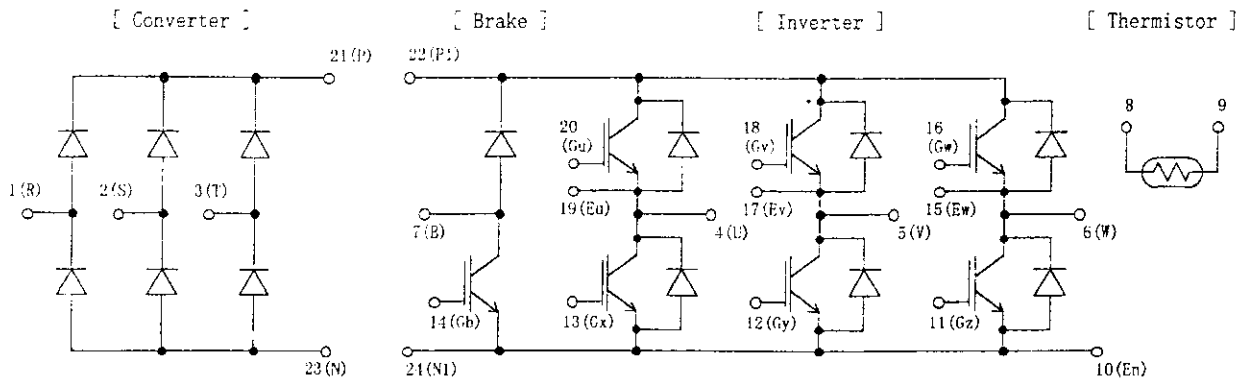 [ Converter ]
[ Brake ]
[ Inverter ]
[ Thermistor ]
21(P)
22(P1)
20
(Gu)
18
(Gv)
16
(Gw)
8
9
1(R)
2(S)
3(T)
19(Eu)
17(Ev)
15(Ew)
7(B)
4(U)
5(V)
6(W)
14(Gb)
13(Gx)
12(Gy)
11(Gz)
23(N)
24(N1)
10(En)